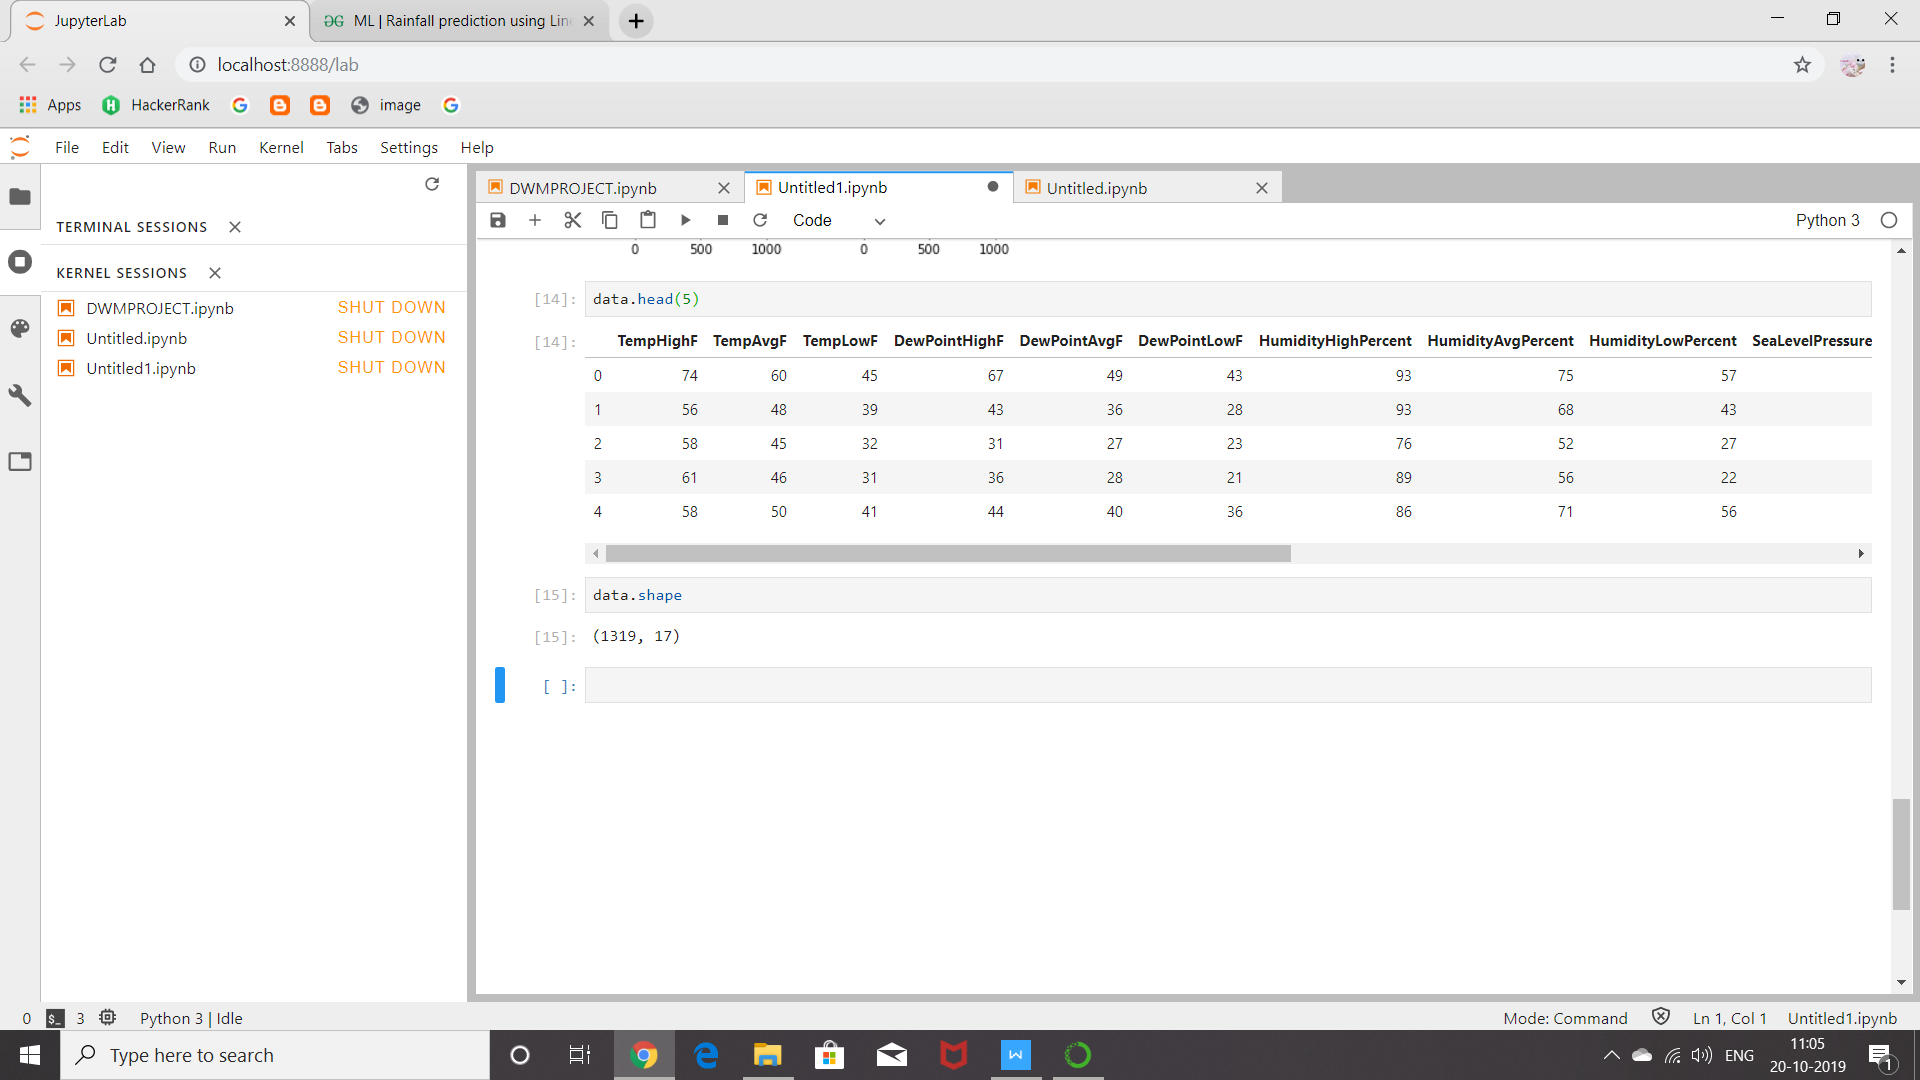 JupyterLab
ML | Rainfall prediction using Lin
localhost:8888/lab
Apps HackerRank image
File Edit View Run Kernel Tabs Settings Help
TERMINAL SESSIONS
KERNEL SESSIONS
DWMPROJECT.ipynb SHUT DOWN
Untitled.ipynb SHUT DOWN
Untitled1.ipynb SHUT DOWN
DWMPROJECT.ipynb Untitled1.ipynb Untitled.ipynb
Code Python 3
0 500 1000 0 500 1000
[14]: data.head(5)
[14]: TempHighF TempAvgF TempLowF DewPointHighF DewPointAvgF DewPointLowF HumidityHighPercent HumidityAvgPercent HumidityLowPercent SeaLevelPressure
0 74 60 45 67 49 43 93 75 57
1 56 48 39 43 36 28 93 68 43
2 58 45 32 31 27 23 76 52 27
3 61 46 31 36 28 21 89 56 22
4 58 50 41 44 40 36 86 71 56
[15]: data.shape
[15]: (1319, 17)
[ ]:
0 $_ 3 Python 3 | Idle Mode: Command Ln 1, Col 1 Untitled1.ipynb
Type here to search ENG 11:05
20-10-2019 1